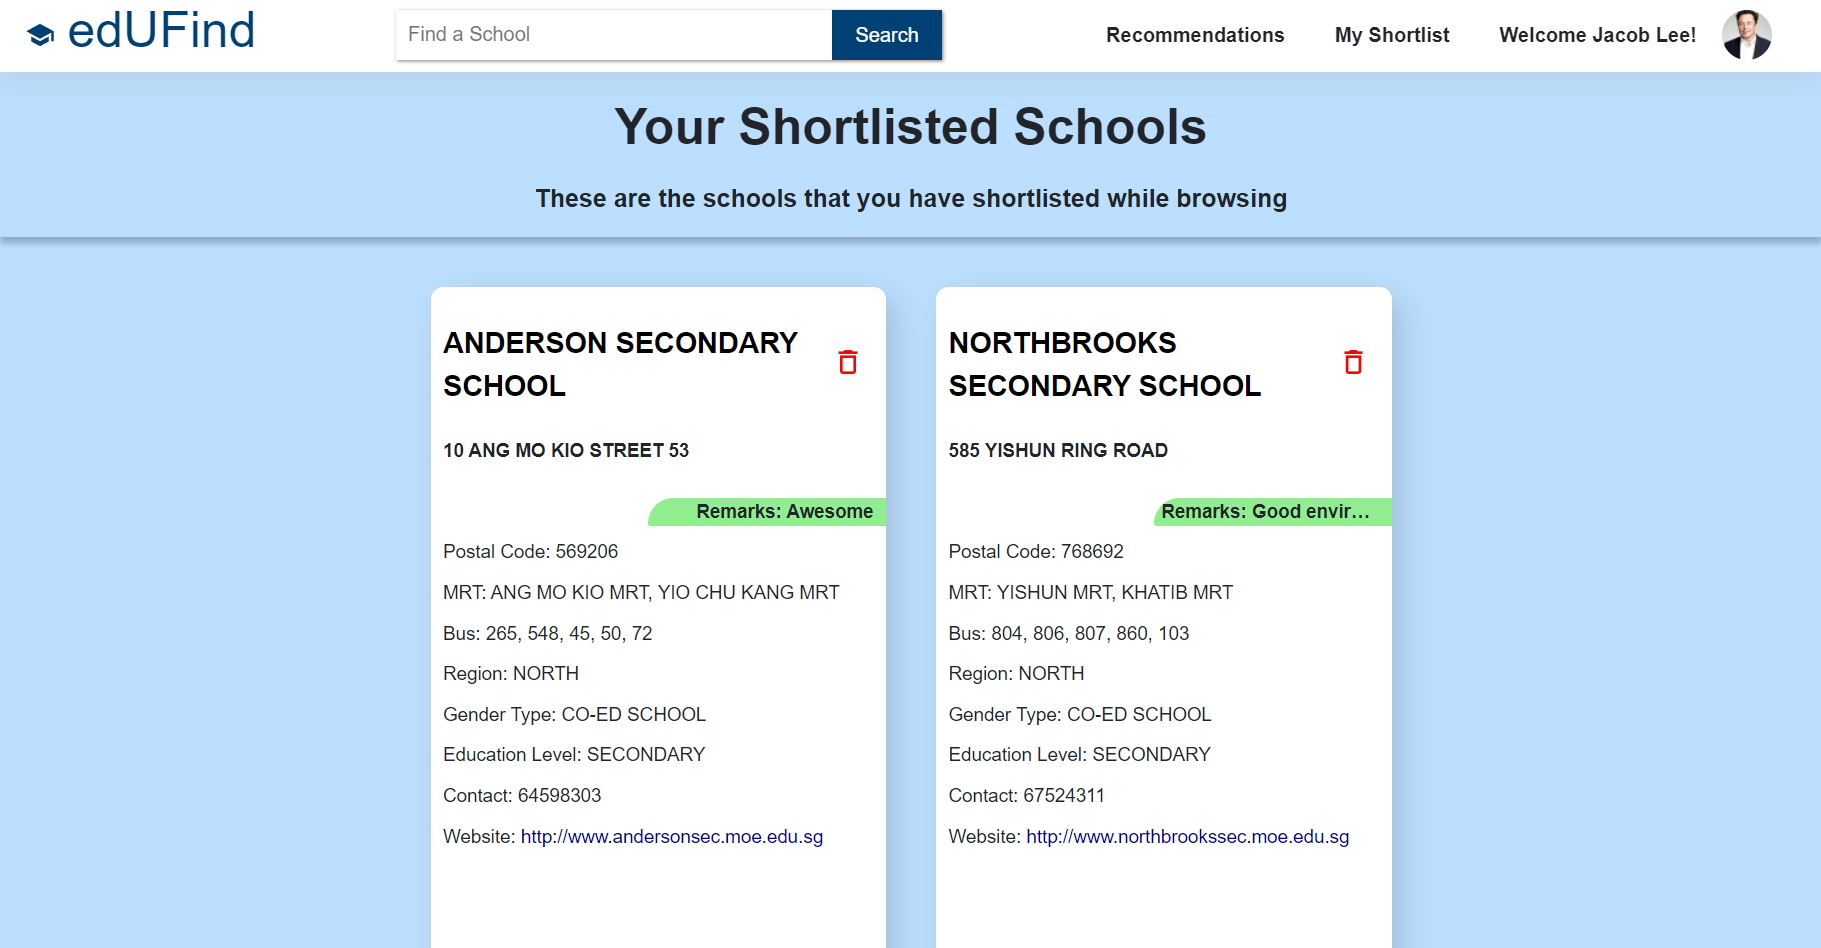 edUFind
Find a School
Search
Recommendations
My Shortlist
Welcome Jacob Lee!
Your Shortlisted Schools
These are the schools that you have shortlisted while browsing
ANDERSON SECONDARY
SCHOOL
10 ANG MO KIO STREET 53
Remarks: Awesome
Postal Code: 569206
MRT: ANG MO KIO MRT, YIO CHU KANG MRT
Bus: 265, 548, 45, 50, 72
Region: NORTH
Gender Type: CO-ED SCHOOL
Education Level: SECONDARY
Contact: 64598303
Website: http://www.andersonsec.moe.edu.sg
NORTHBROOKS
SECONDARY SCHOOL
585 YISHUN RING ROAD
Remarks: Good envir…
Postal Code: 768692
MRT: YISHUN MRT, KHATIB MRT
Bus: 804, 806, 807, 860, 103
Region: NORTH
Gender Type: CO-ED SCHOOL
Education Level: SECONDARY
Contact: 67524311
Website: http://www.northbrookssec.moe.edu.sg